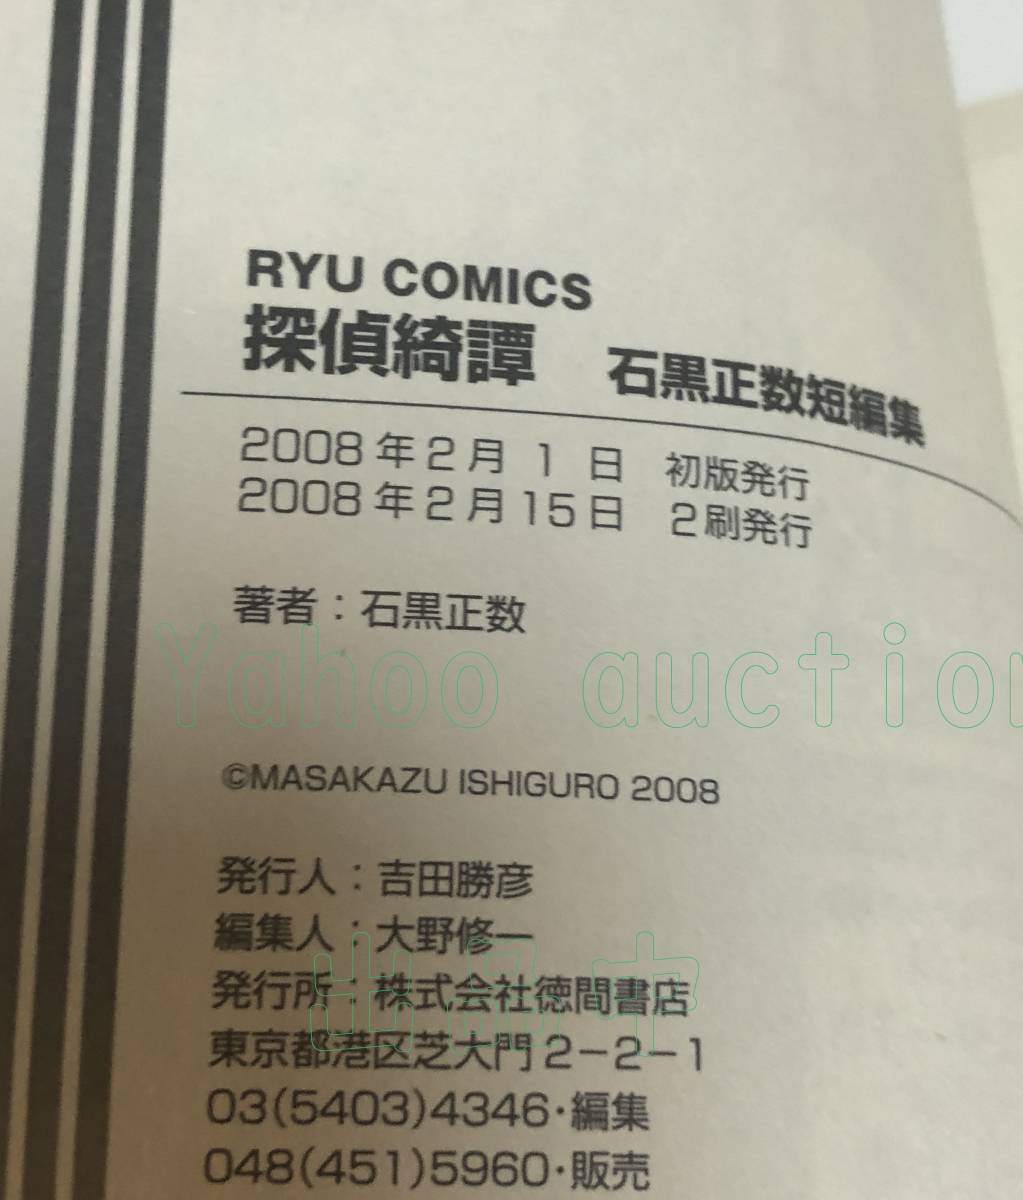 RYU COMICS
探偵綺譚 石黒正数短編集
2008年2月1日 初版発行
2008年2月15日 2刷発行
著者：石黒正数
Yahoo auction
©MASAKAZU ISHIGURO 2008
発行人：吉田勝彦
編集人：大野修一
出品中
発行所：株式会社徳間書店
東京都港区芝大門2−2−1
03(5403)4346・編集
048(451)5960・販売